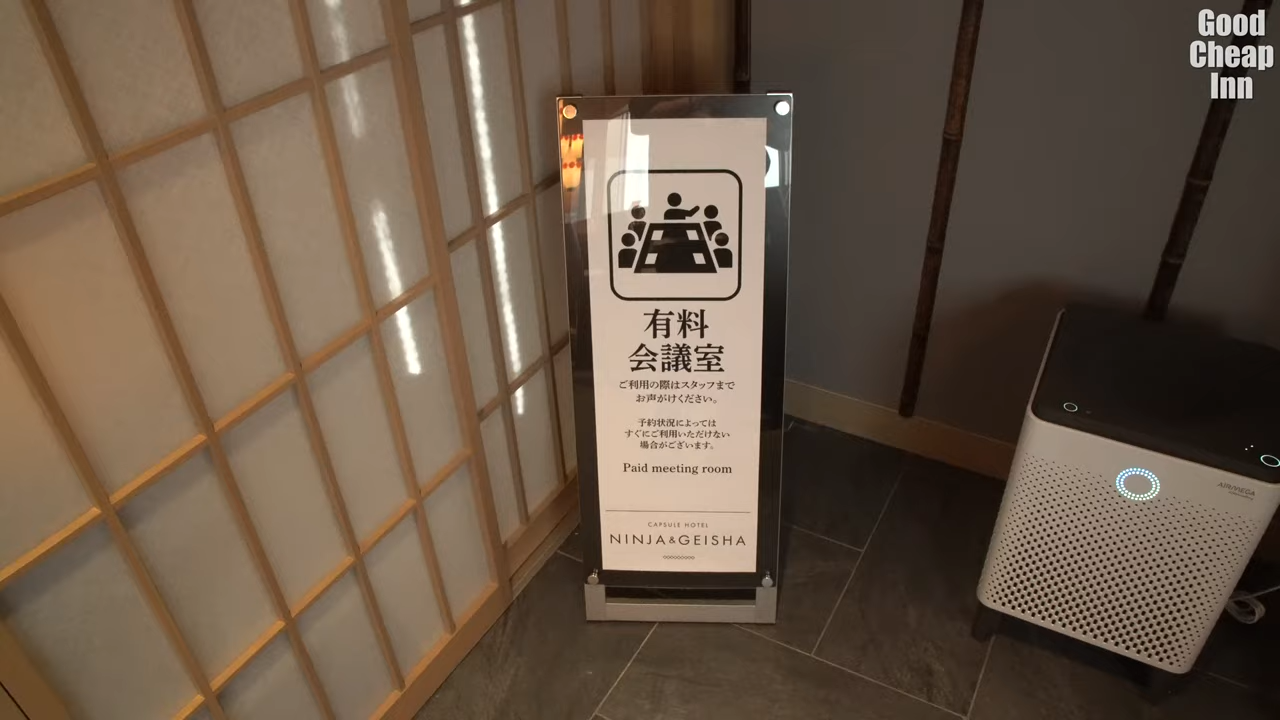 Good
Cheap
Inn
有料
会議室
ご利用の際はスタッフまで
お声がけください。
予約状況によっては
すぐにご利用いただけない
場合がございます。
Paid meeting room
CAPSULE HOTEL
NINJA&GEISHA
AIRMEGA